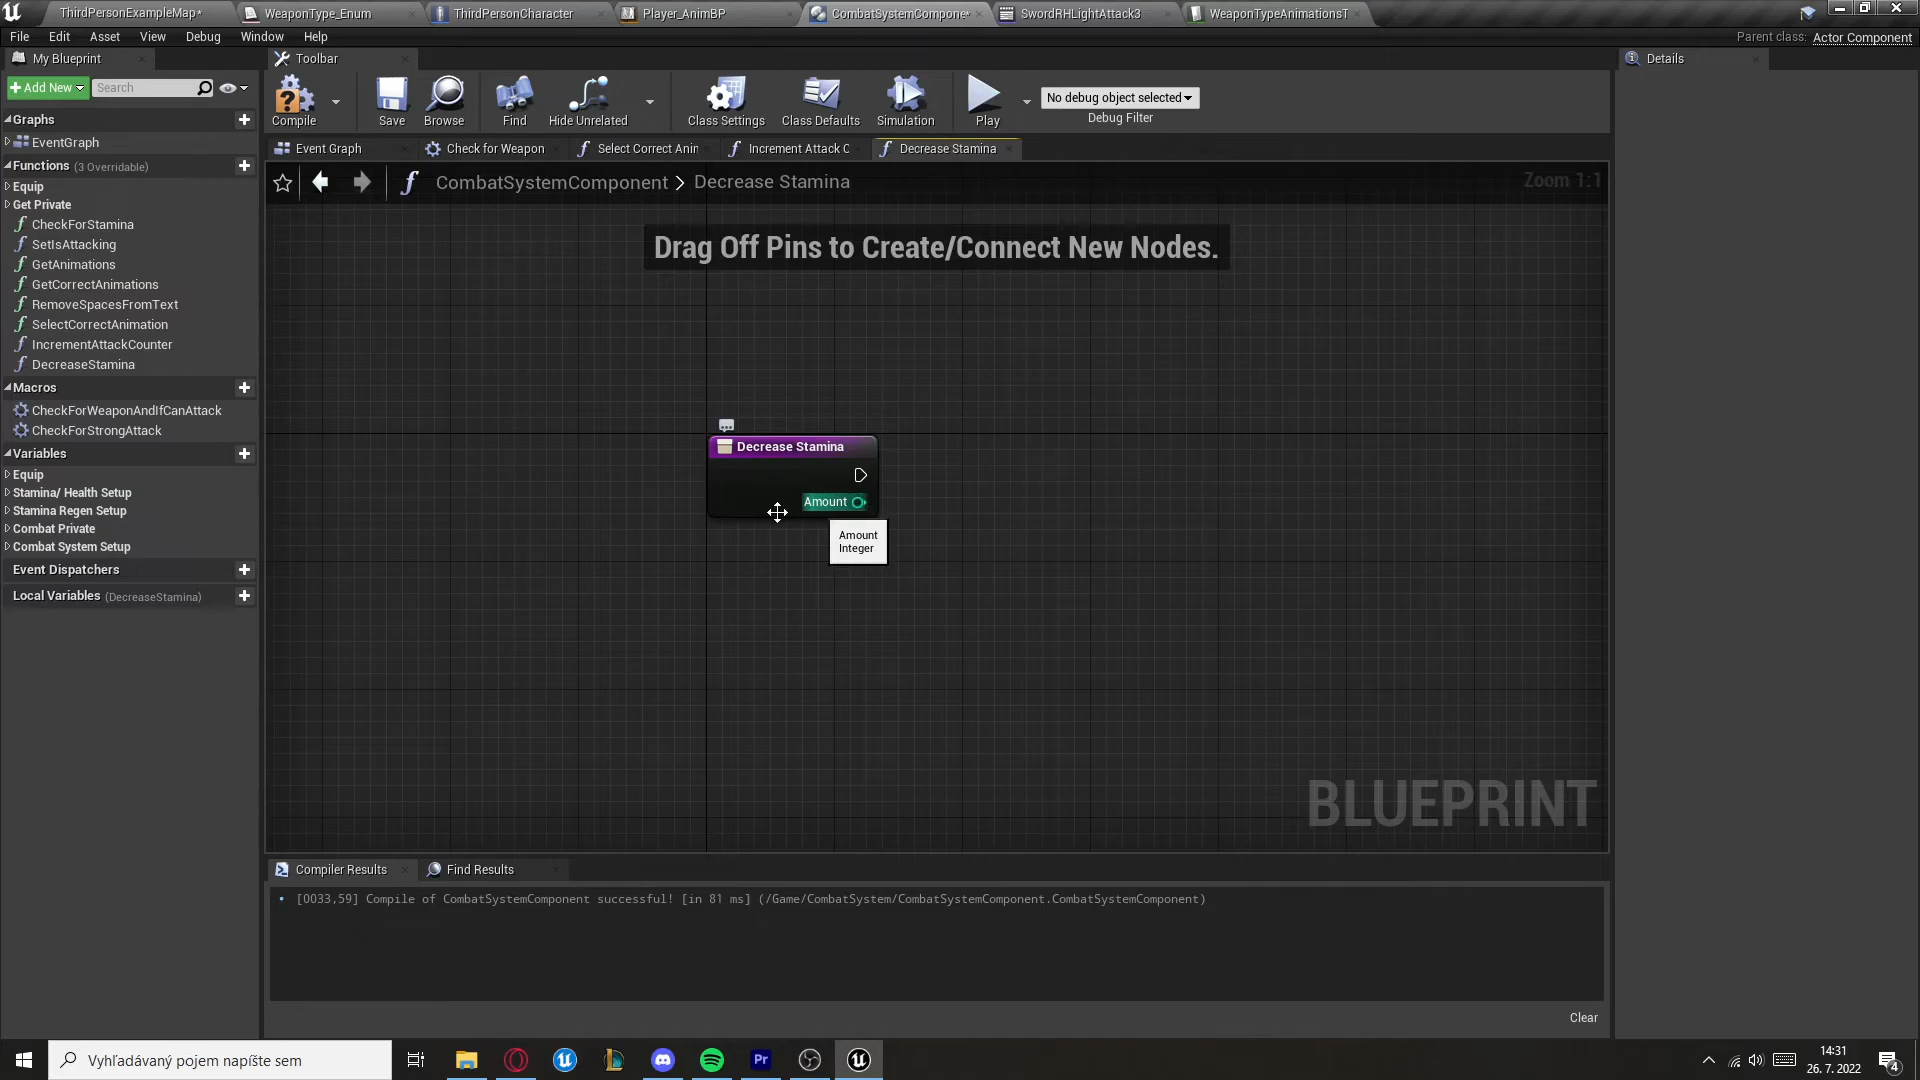 ThirdPersonExampleMap*
WeaponType_Enum
ThirdPersonCharacter
Player_AnimBP
CombatSystemCompone*
SwordRHLightAttack3
WeaponTypeAnimationsT
File Edit Asset View Debug Window Help
Parent class: Actor Component
My Blueprint
Toolbar
Details
Add New
Search
Compile
Save
Browse
Find
Hide Unrelated
Class Settings
Class Defaults
Simulation
Play
No debug object selected
Debug Filter
Graphs
EventGraph
Functions (3 Overridable)
Equip
Get Private
CheckForStamina
SetIsAttacking
GetAnimations
GetCorrectAnimations
RemoveSpacesFromText
SelectCorrectAnimation
IncrementAttackCounter
DecreaseStamina
Macros
CheckForWeaponAndIfCanAttack
CheckForStrongAttack
Variables
Equip
Stamina/ Health Setup
Stamina Regen Setup
Combat Private
Combat System Setup
Event Dispatchers
Local Variables (DecreaseStamina)
Event Graph
Check for Weapon
Select Correct Anin
Increment Attack C
Decrease Stamina
CombatSystemComponent > Decrease Stamina
Zoom 1:1
Drag Off Pins to Create/Connect New Nodes.
Decrease Stamina
Amount
Amount
Integer
BLUEPRINT
Compiler Results
Find Results
[0033,59] Compile of CombatSystemComponent successful! [in 81 ms] (/Game/CombatSystem/CombatSystemComponent.CombatSystemComponent)
Clear
Vyhľadávaný pojem napíšte sem
Pr
14:31
26. 7. 2022
4